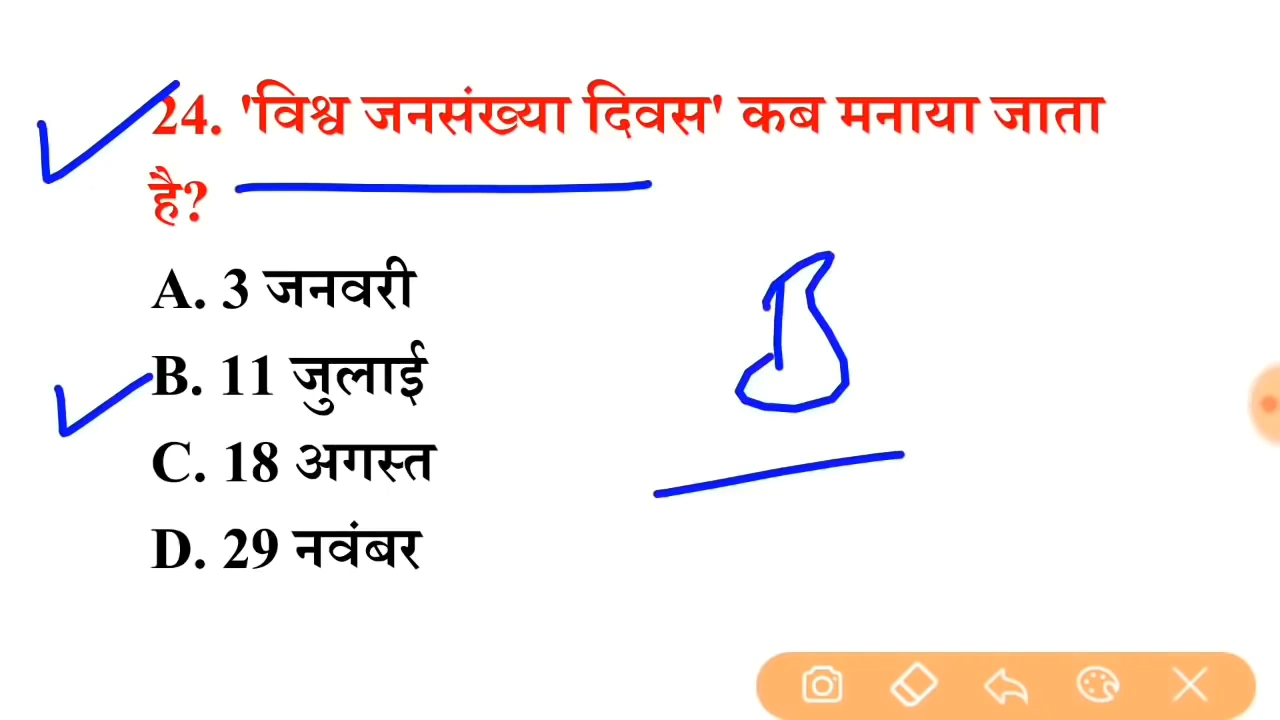 24. 'विश्व जनसंख्या दिवस' कब मनाया जाता
है?
A. 3 जनवरी
B. 11 जुलाई
B
C. 18 अगस्त
D. 29 नवंबर